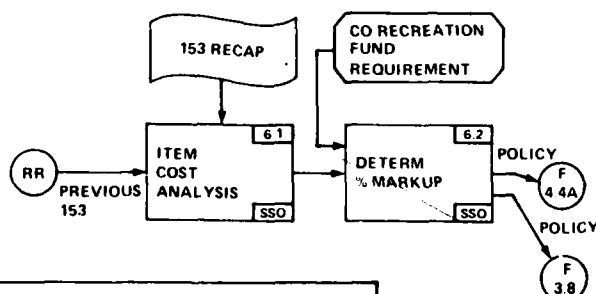 153 RECAP
CO RECREATION
FUND
REQUIREMENT
RR
PREVIOUS
153
6 1
ITEM
COST
ANALYSIS
SSO
6.2
DETERM
% MARKUP
SSO
POLICY
F
4 4A
POLICY
F
3.8